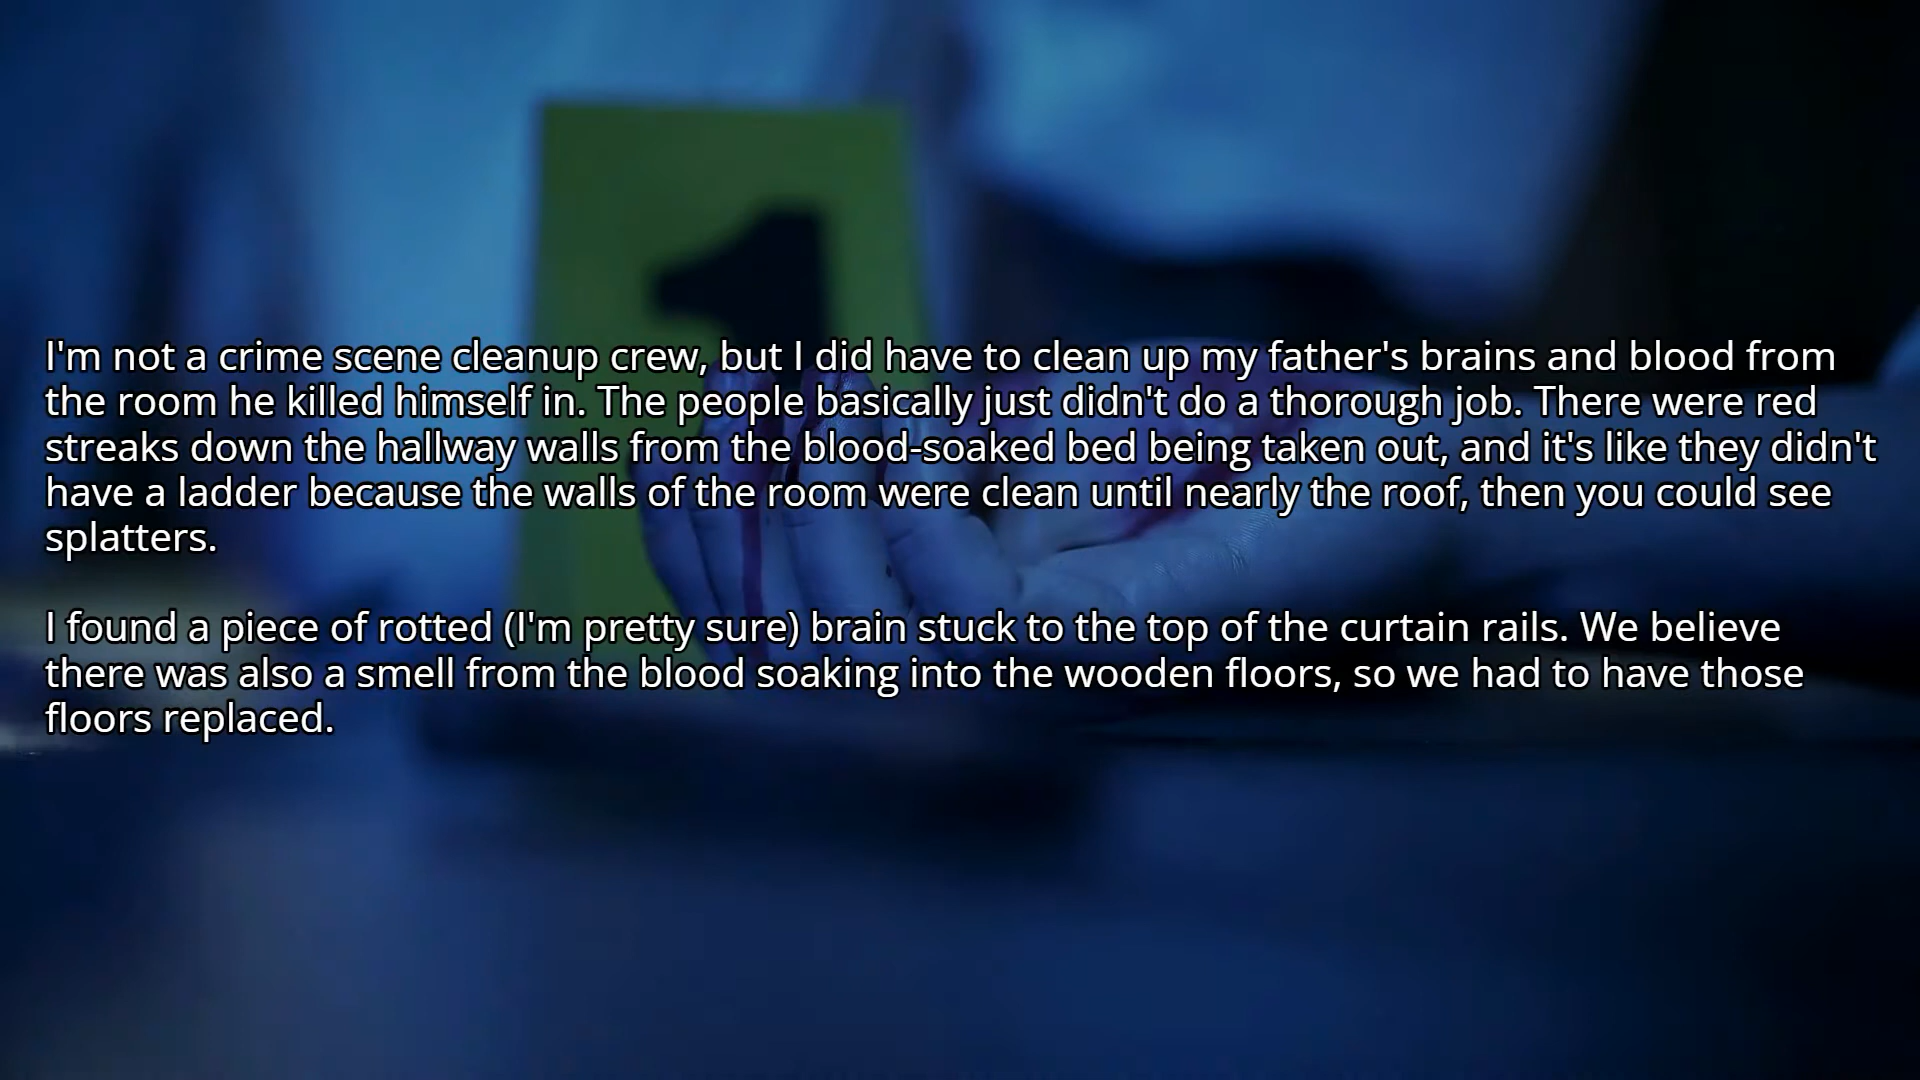 1
I'm not a crime scene cleanup crew, but I did have to clean up my father's brains and blood from
the room he killed himself in. The people basically just didn't do a thorough job. There were red
streaks down the hallway walls from the blood-soaked bed being taken out, and it's like they didn't
have a ladder because the walls of the room were clean until nearly the roof, then you could see
splatters.
I found a piece of rotted (I'm pretty sure) brain stuck to the top of the curtain rails. We believe
there was also a smell from the blood soaking into the wooden floors, so we had to have those
floors replaced.